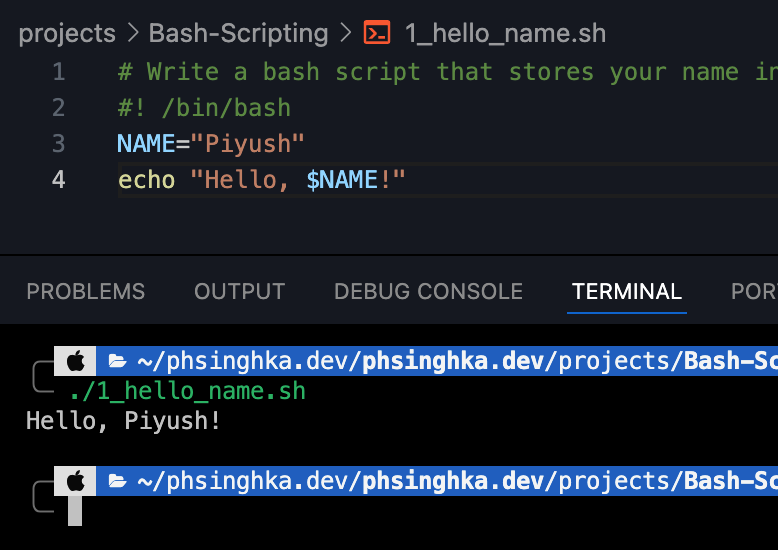 projects > Bash-Scripting > 1_hello_name.sh
1 # Write a bash script that stores your name in
2 #! /bin/bash
3 NAME="Piyush"
4 echo "Hello, $NAME!"
PROBLEMS OUTPUT DEBUG CONSOLE TERMINAL POR
~/phsinghka.dev/phsinghka.dev/projects/Bash-Sc
./1_hello_name.sh
Hello, Piyush!
~/phsinghka.dev/phsinghka.dev/projects/Bash-Sc